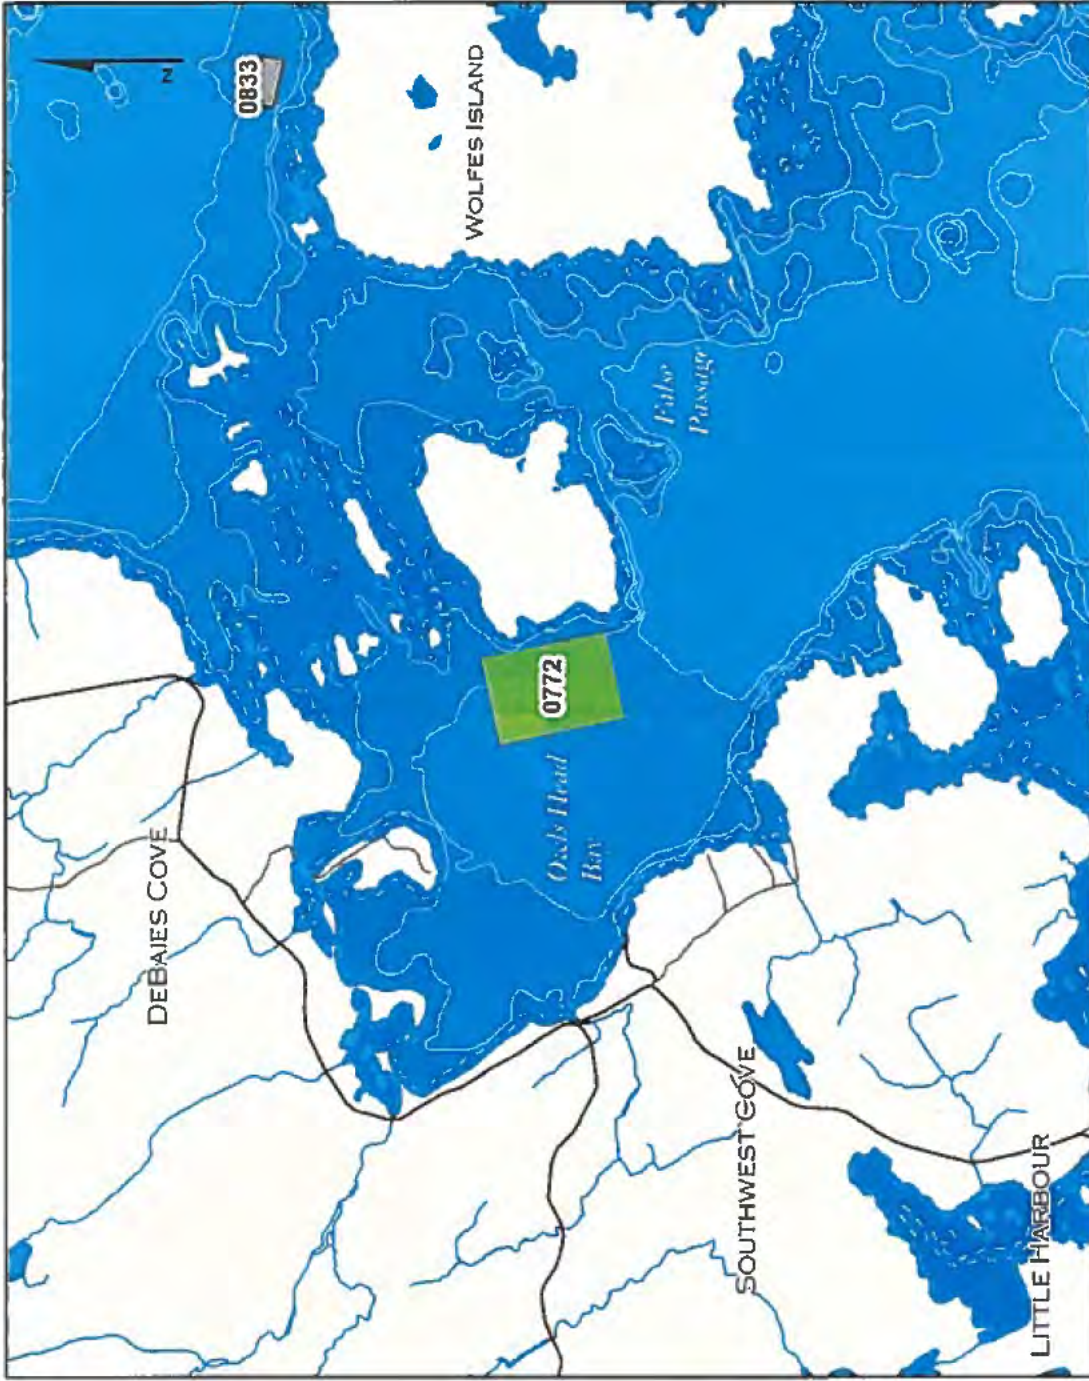 N
0833
WOLFES ISLAND
DEBAIES COVE
False
Passage
0772
Owls Head
Bay
SOUTHWEST COVE
LITTLE HARBOUR